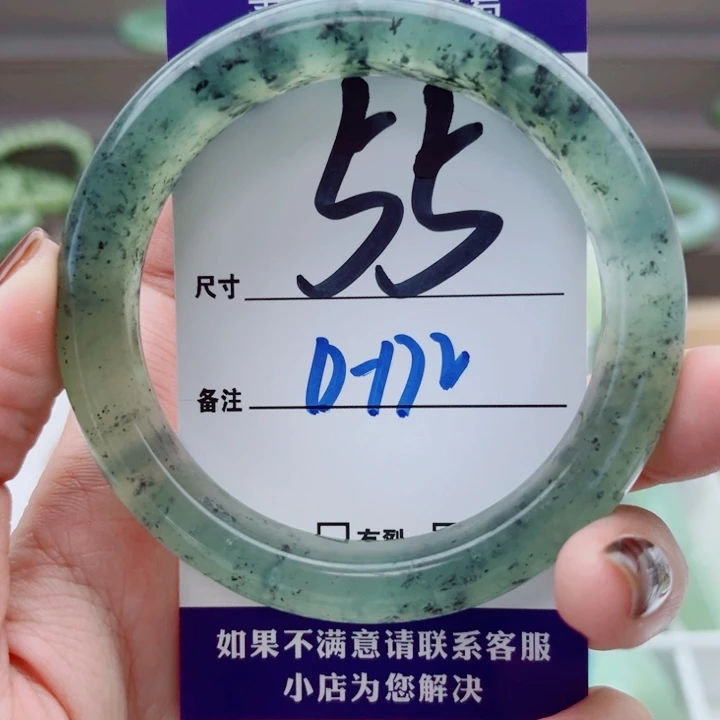 尺寸 55
备注
有裂
如果不满意请联系客服
小店为您解决